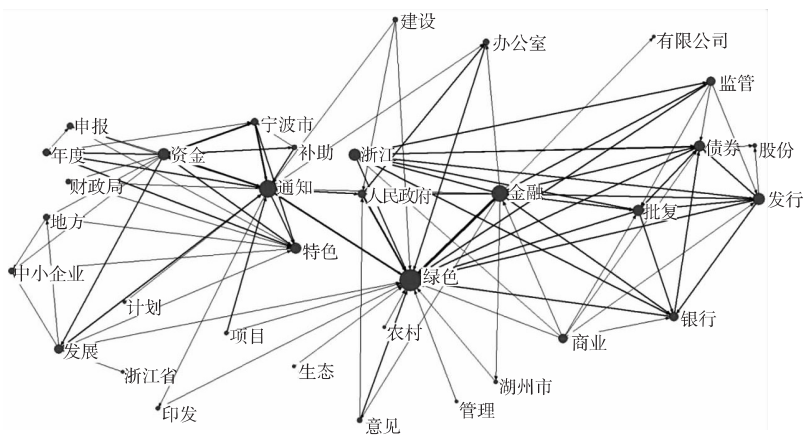 建设
办公室
有限公司
监管
申报
宁波市
年度
资金
补助
浙江
债券
股份
财政局
通知
人民政府
金融
发行
地方
批复
特色
中小企业
绿色
计划
银行
发展
项目
农村
商业
浙江省
生态
湖州市
印发
管理
意见